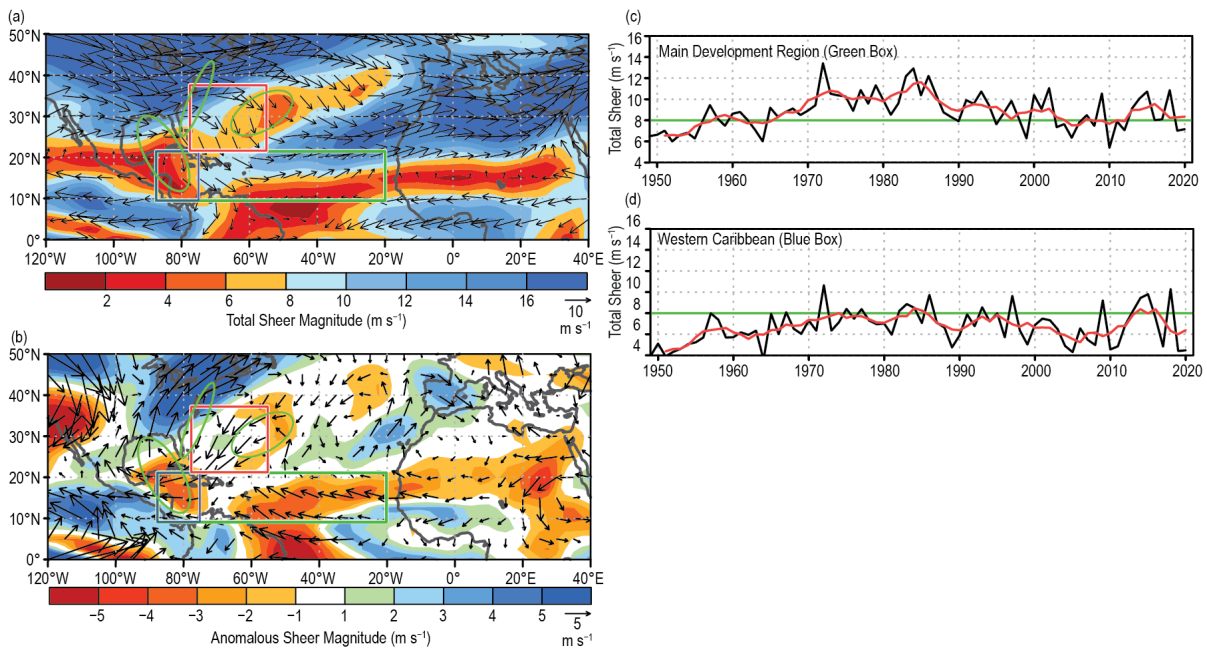 (a)
50°N
40°N
30°N
20°N
10°N
0°
120°W 100°W 80°W 60°W 40°W 20°W 0° 20°E 40°E
2 4 6 8 10 14 14 16 10
Total Sheer Magnitude (m s⁻¹) m s⁻¹
(b)
50°N
40°N
30°N
20°N
10°N
0°
120°W 100°W 80°W 60°W 40°W 20°W 0° 20°E 40°E
−5 −4 −3 −2 −1 1 2 3 4 5 5
Anomalous Sheer Magnitude (m s⁻¹) m s⁻¹
(c)
Main Development Region (Green Box)
Total Sheer (m s⁻¹)
16
14
12
10
8
6
4
1950 1960 1970 1980 1990 2000 2010 2020
(d)
Western Caribbean (Blue Box)
Total Sheer (m s⁻¹)
16
14
12
10
8
6
4
1950 1960 1970 1980 1990 2000 2010 2020